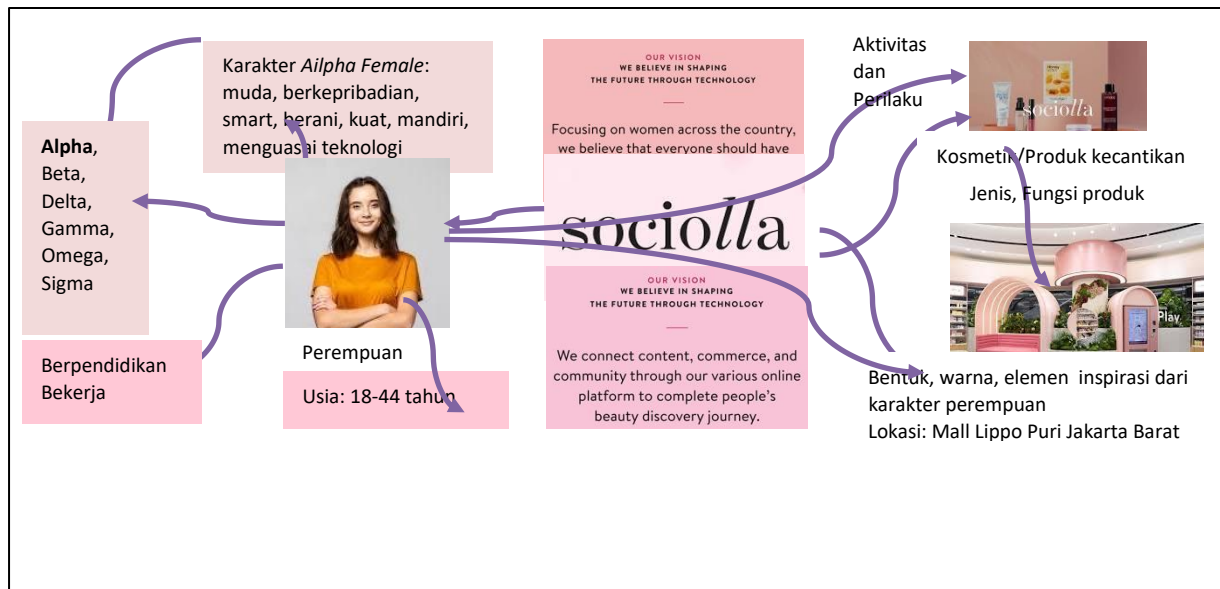 Karakter Ailpha Female:
muda, berkepribadian,
smart, berani, kuat, mandiri,
menguasai teknologi
Alpha,
Beta,
Delta,
Gamma,
Omega,
Sigma
Berpendidikan
Bekerja
Perempuan
Usia: 18-44 tahun
OUR VISION
WE BELIEVE IN SHAPING
THE FUTURE THROUGH TECHNOLOGY
Focusing on women across the country,
we believe that everyone should have
sociolla
OUR VISION
WE BELIEVE IN SHAPING
THE FUTURE THROUGH TECHNOLOGY
We connect content, commerce, and
community through our various online
platform to complete people's
beauty discovery journey.
Aktivitas
dan
Perilaku
sociolla
Kosmetik/Produk kecantikan
Jenis, Fungsi produk
Play.
Bentuk, warna, elemen inspirasi dari
karakter perempuan
Lokasi: Mall Lippo Puri Jakarta Barat